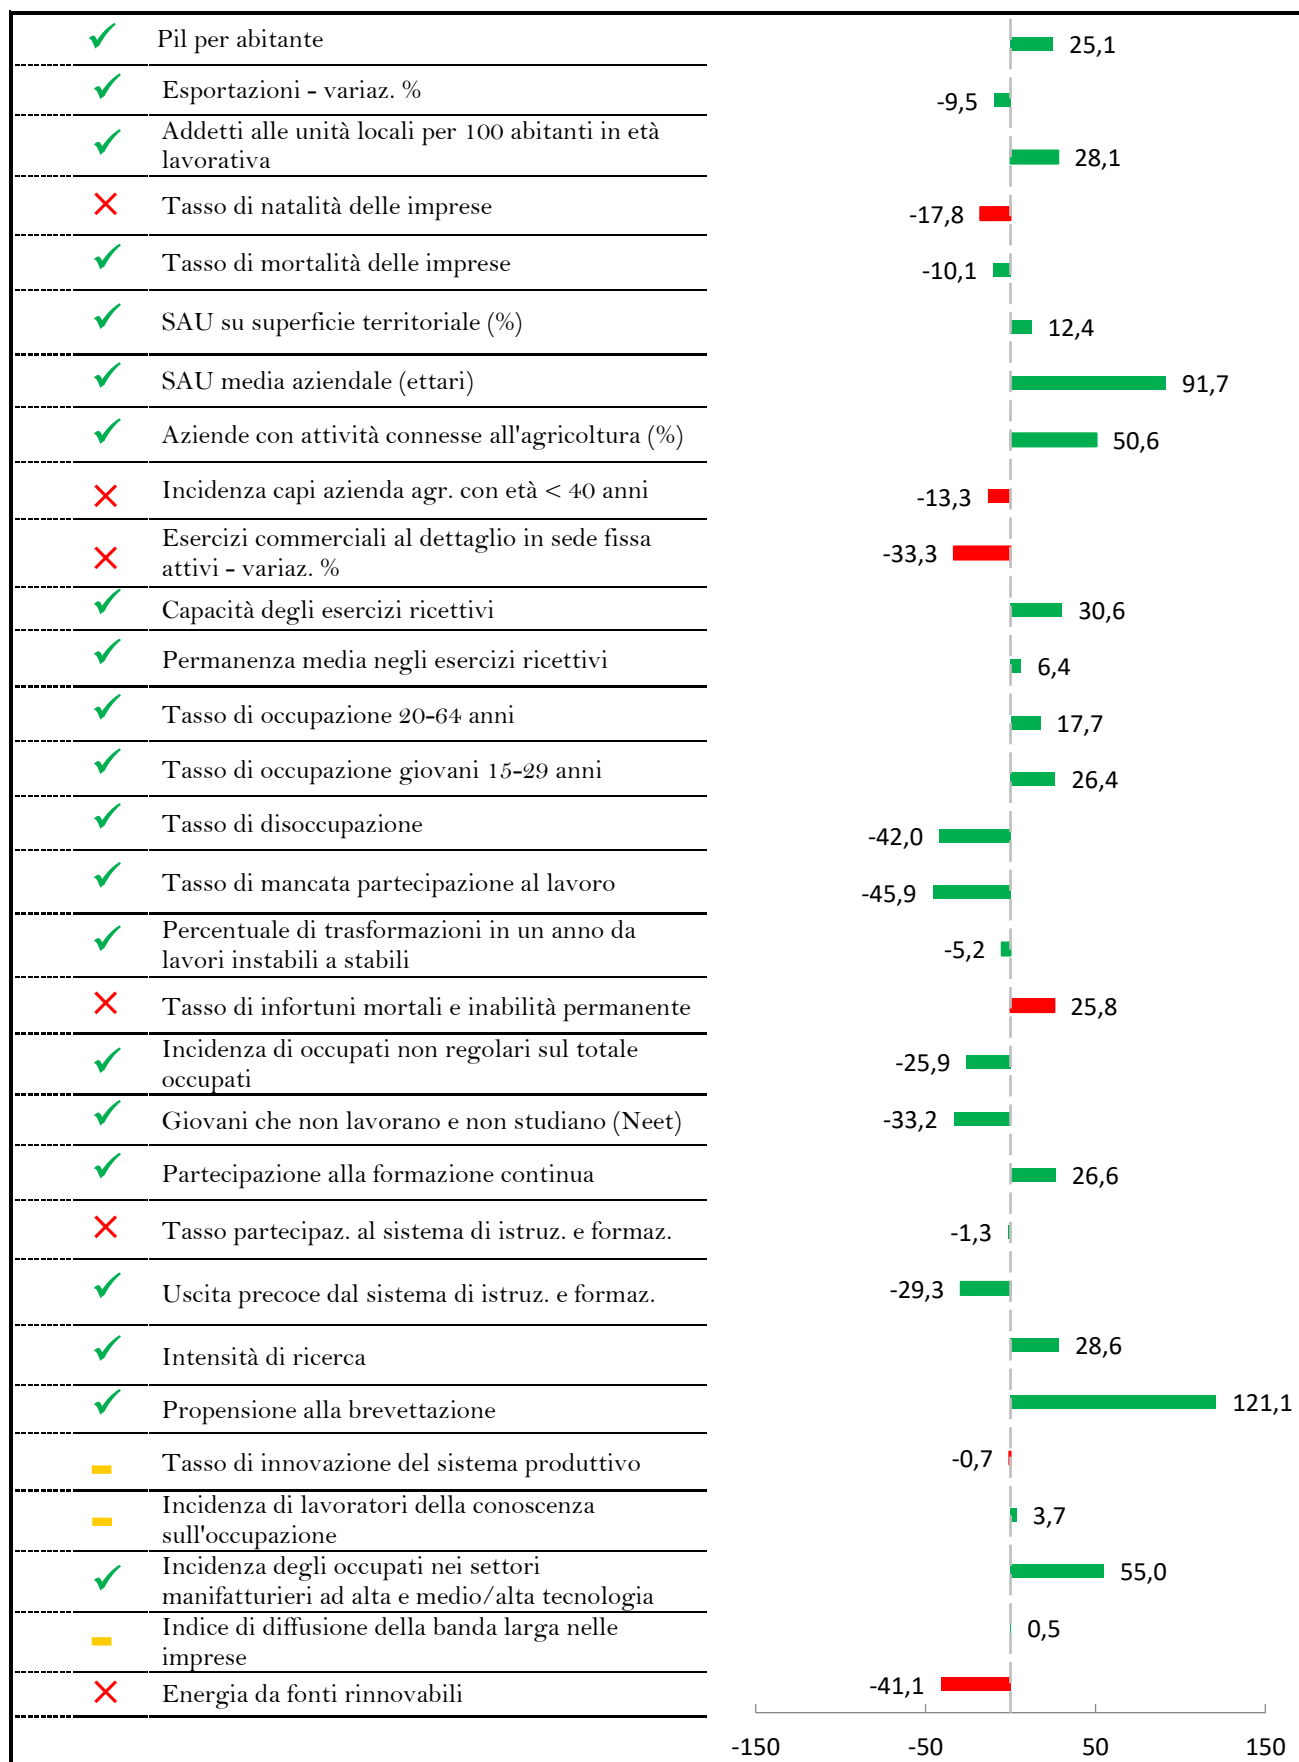 Pil per abitante
25,1
Esportazioni - variaz. %
-9,5
Addetti alle unità locali per 100 abitanti in età
lavorativa
28,1
Tasso di natalità delle imprese
-17,8
Tasso di mortalità delle imprese
-10,1
SAU su superficie territoriale (%)
12,4
SAU media aziendale (ettari)
91,7
Aziende con attività connesse all'agricoltura (%)
50,6
Incidenza capi azienda agr. con età < 40 anni
-13,3
Esercizi commerciali al dettaglio in sede fissa
attivi - variaz. %
-33,3
Capacità degli esercizi ricettivi
30,6
Permanenza media negli esercizi ricettivi
6,4
Tasso di occupazione 20-64 anni
17,7
Tasso di occupazione giovani 15-29 anni
26,4
Tasso di disoccupazione
-42,0
Tasso di mancata partecipazione al lavoro
-45,9
Percentuale di trasformazioni in un anno da
lavori instabili a stabili
-5,2
Tasso di infortuni mortali e inabilità permanente
25,8
Incidenza di occupati non regolari sul totale
occupati
-25,9
Giovani che non lavorano e non studiano (Neet)
-33,2
Partecipazione alla formazione continua
26,6
Tasso partecipaz. al sistema di istruz. e formaz.
-1,3
Uscita precoce dal sistema di istruz. e formaz.
-29,3
Intensità di ricerca
28,6
Propensione alla brevettazione
121,1
Tasso di innovazione del sistema produttivo
-0,7
Incidenza di lavoratori della conoscenza
sull'occupazione
3,7
Incidenza degli occupati nei settori
manifatturieri ad alta e medio/alta tecnologia
55,0
Indice di diffusione della banda larga nelle
imprese
0,5
Energia da fonti rinnovabili
-41,1
-150 -50 50 150